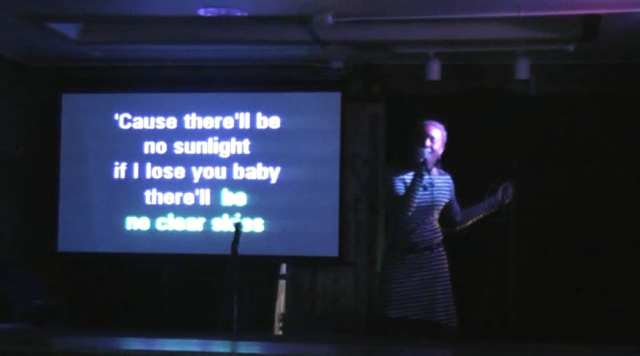 'Cause there'll be
no sunlight
if I lose you baby
there'll be
no clear skies